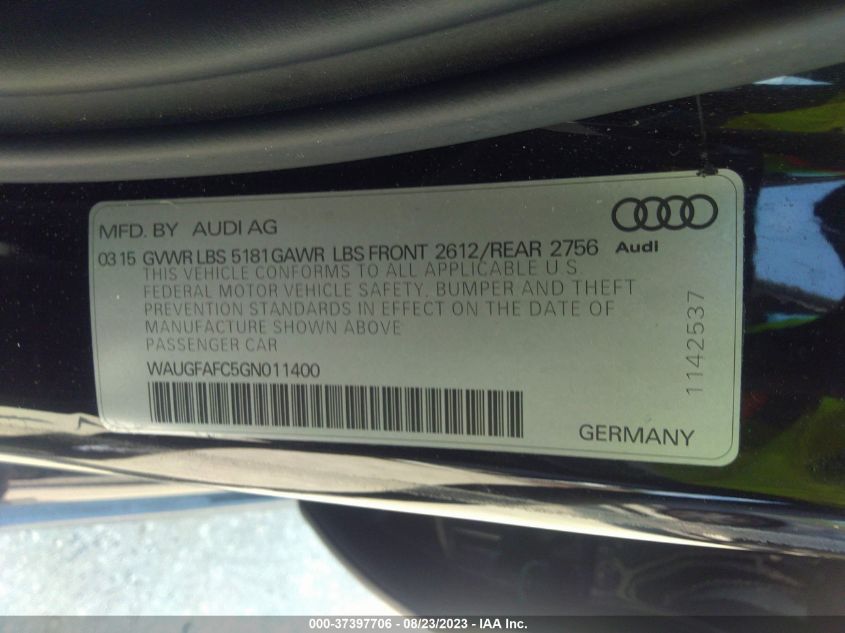 MFD. BY AUDI AG
Audi
03 15 GVWR LBS 5181 GAWR LBS FRONT 2612/REAR 2756
THIS VEHICLE CONFORMS TO ALL APPLICABLE U.S.
FEDERAL MOTOR VEHICLE SAFETY, BUMPER AND THEFT
PREVENTION STANDARDS IN EFFECT ON THE DATE OF
MANUFACTURE SHOWN ABOVE
PASSENGER CAR
WAUGFAFC5GN011400
1142537
GERMANY
000-37397706 - 08/23/2023 - IAA Inc.